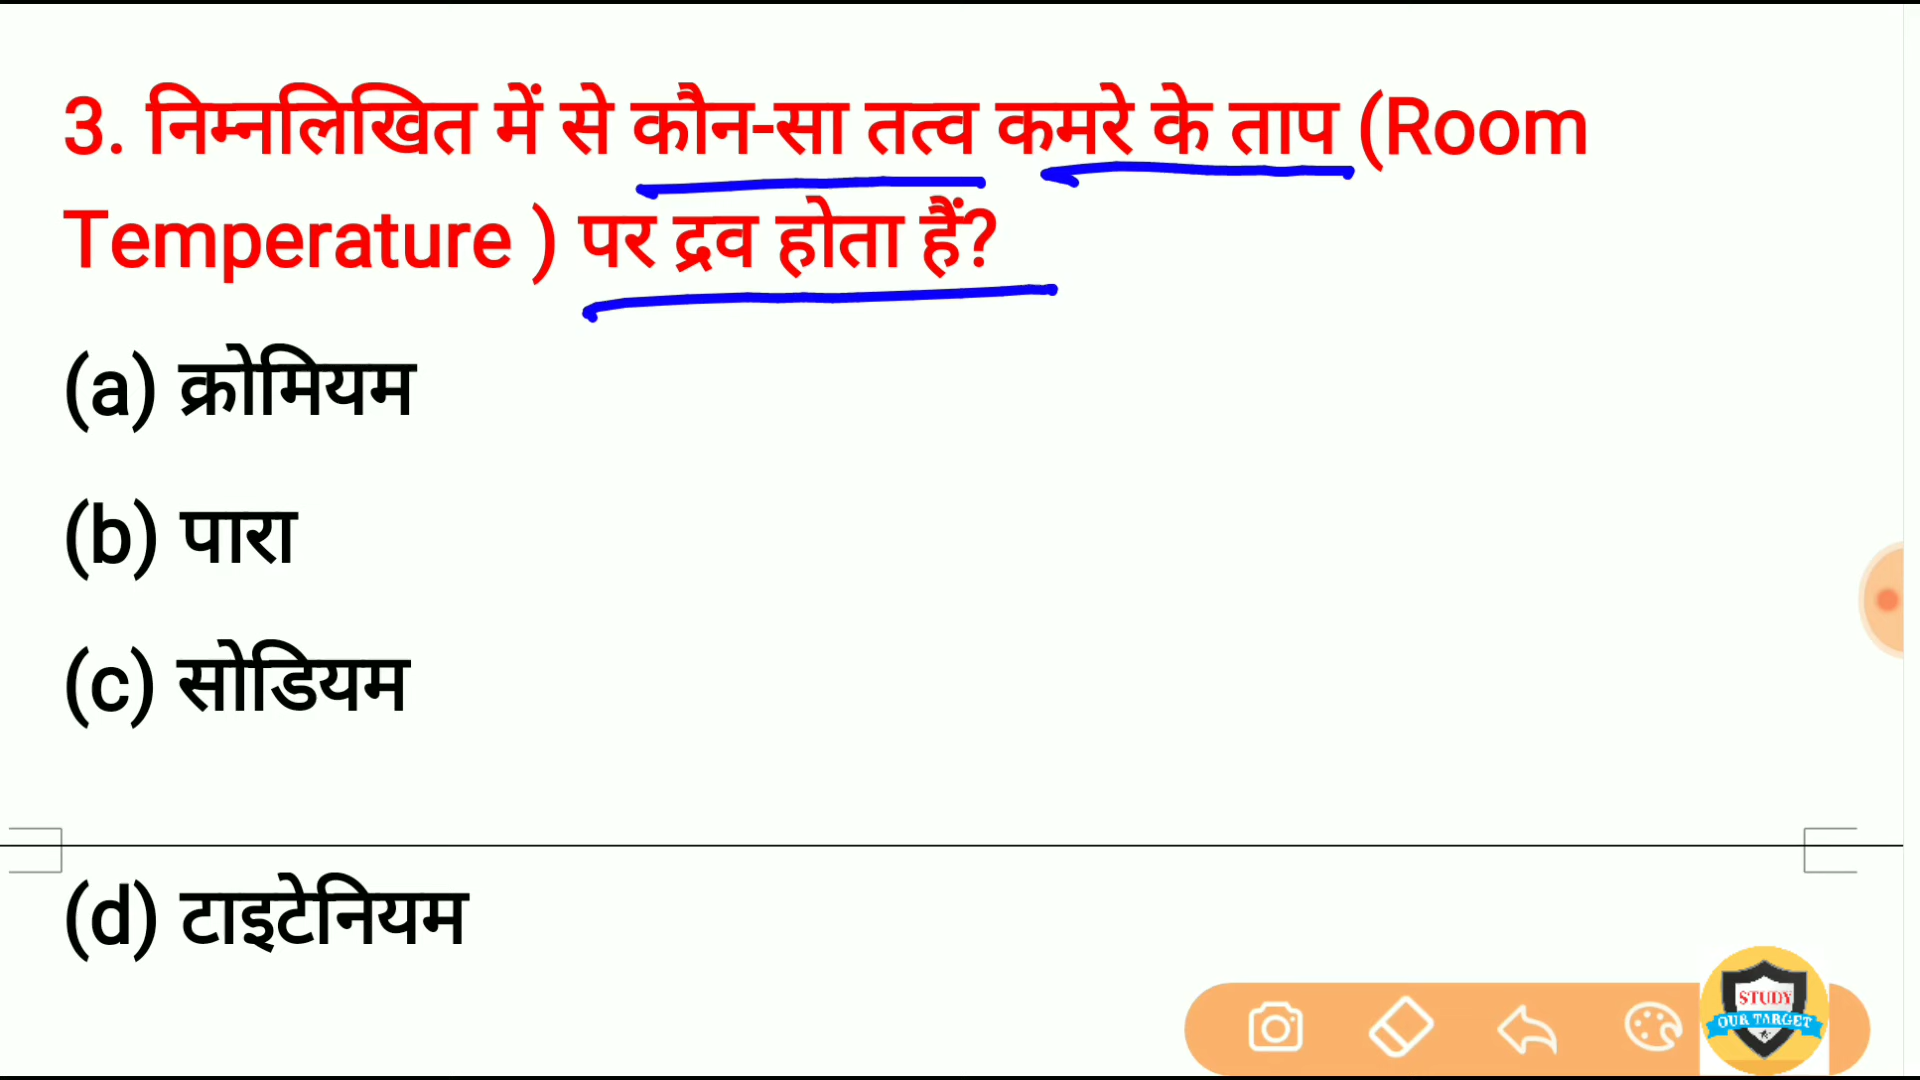 3. निम्नलिखित में से कौन-सा तत्व कमरे के ताप (Room
Temperature ) पर द्रव होता हैं?
(a) क्रोमियम
(b) पारा
(c) सोडियम
(d) टाइटेनियम
STUDY
OUR TARGET